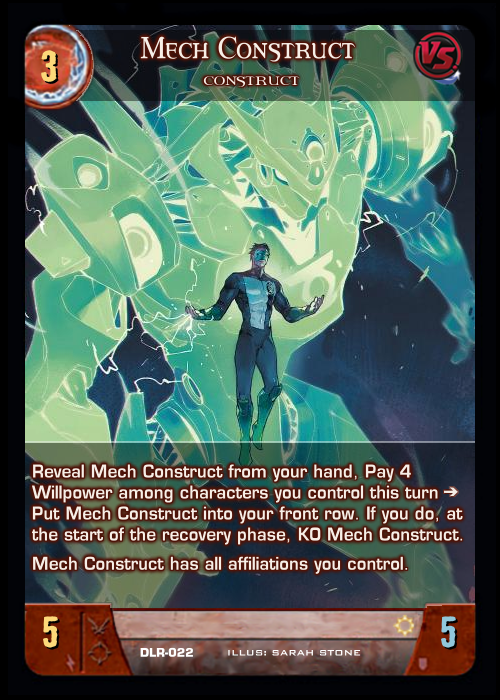 3
MECH CONSTRUCT
VS
CONSTRUCT
Reveal Mech Construct from your hand, Pay 4
Willpower among characters you control this turn ➔
Put Mech Construct into your front row. If you do, at
the start of the recovery phase, KO Mech Construct.
Mech Construct has all affiliations you control.
5
5
DLR-022 ILLUS: SARAH STONE